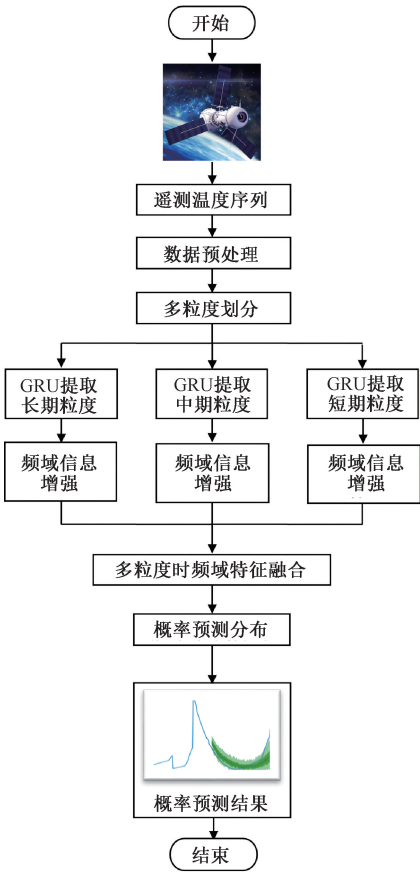 开始
遥测温度序列
数据预处理
多粒度划分
GRU提取
长期粒度
GRU提取
中期粒度
GRU提取
短期粒度
频域信息
增强
频域信息
增强
频域信息
增强
多粒度时频域特征融合
概率预测分布
概率预测结果
结束